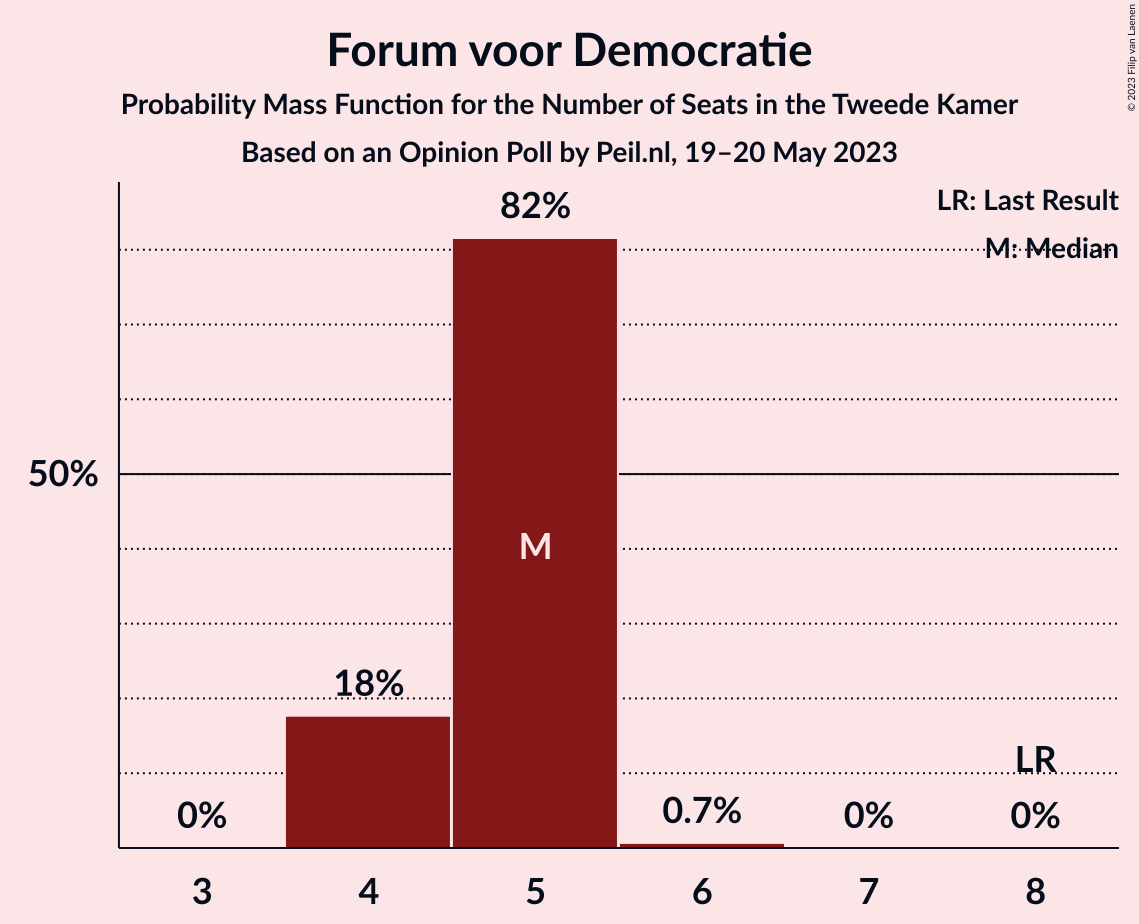 Forum voor Democratie
Probability Mass Function for the Number of Seats in the Tweede Kamer
Based on an Opinion Poll by Peil.nl, 19–20 May 2023
© 2023 Filip van Laenen
LR: Last Result
M: Median
82%
50%
M
18%
LR
0%
0.7%
0%
0%
3 4 5 6 7 8